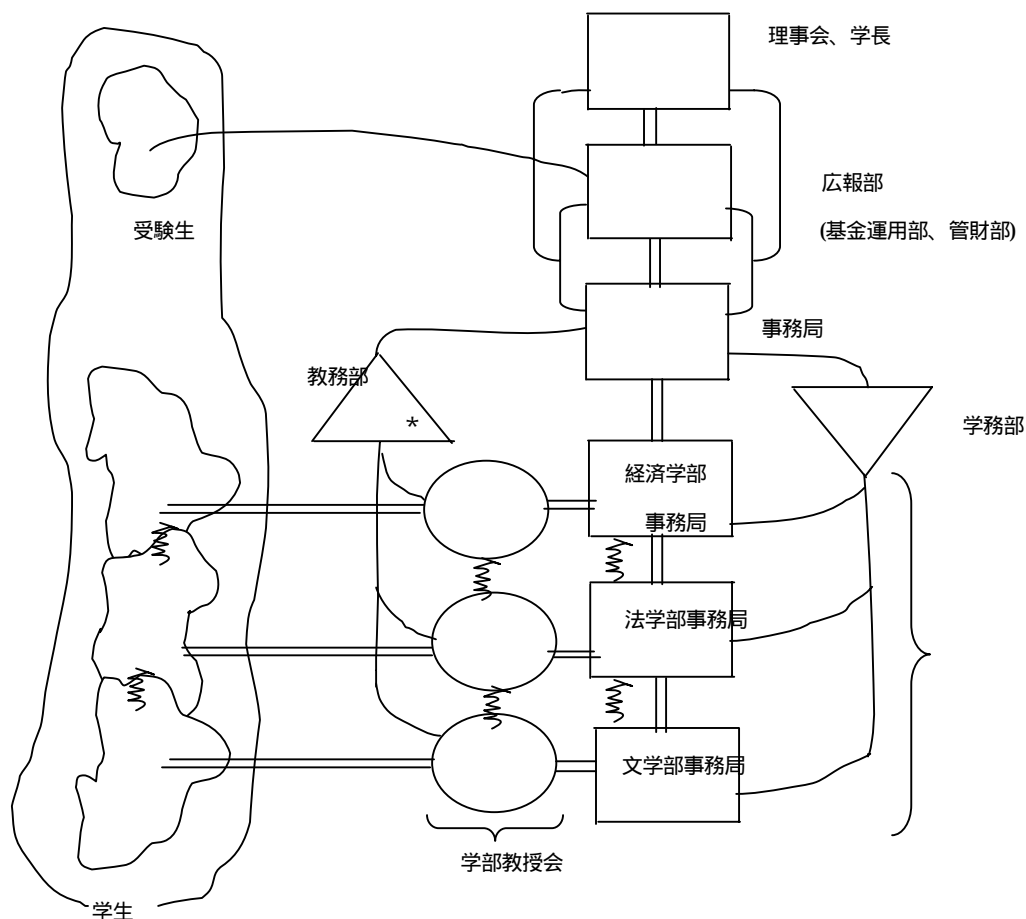 理事会、学長
広報部
受験生
(基金運用部、管財部)
事務局
教務部
*
学務部
経済学部
事務局
法学部事務局
文学部事務局
学部教授会
学生